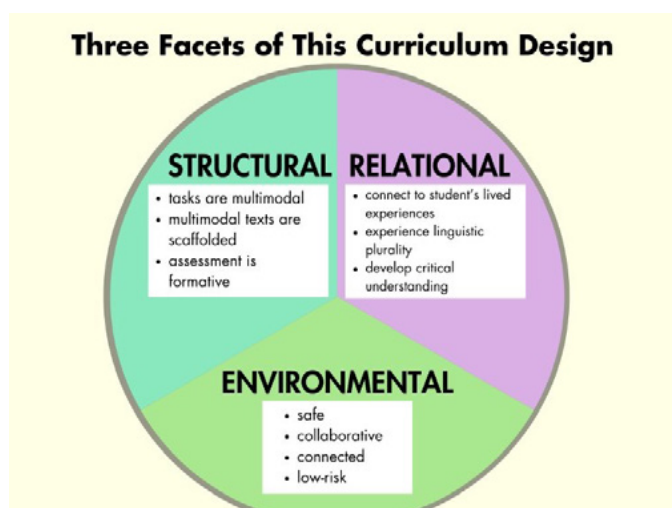 Three Facets of This Curriculum Design
STRUCTURAL
• tasks are multimodal
• multimodal texts are
scaffolded
• assessment is
formative
RELATIONAL
• connect to student's lived
experiences
• experience linguistic
plurality
• develop critical
understanding
ENVIRONMENTAL
• safe
• collaborative
• connected
• low-risk